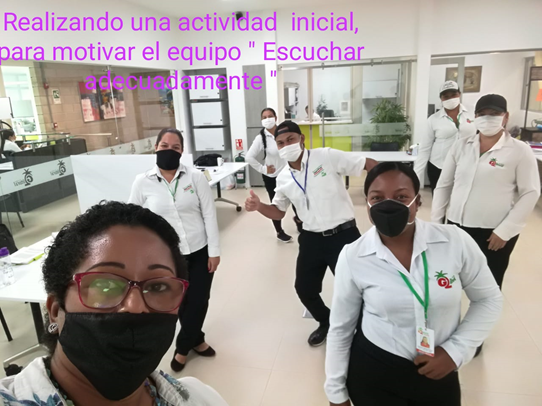 Realizando una actividad  inicial,
para motivar el equipo " Escuchar
adecuadamente "